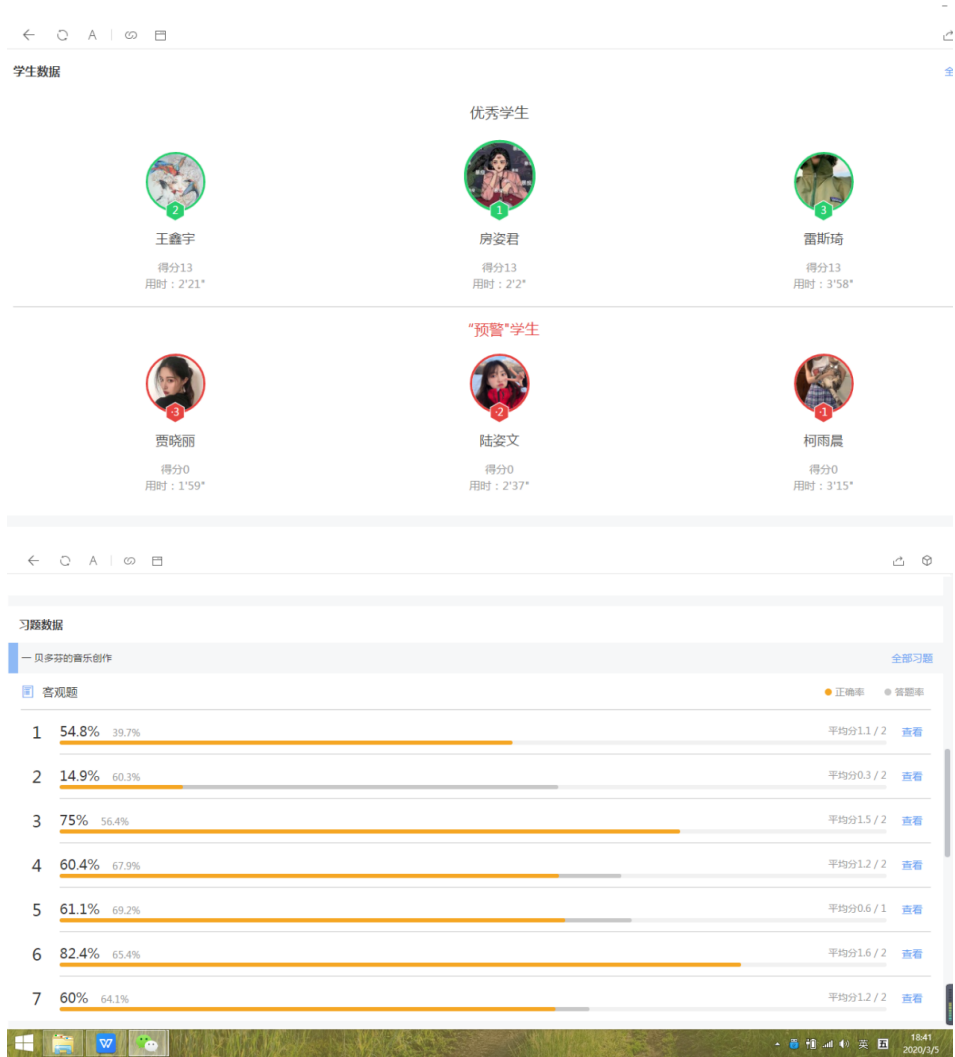 A
学生数据 全
优秀学生
2 1 3
王鑫宇 房姿君 雷斯琦
得分13 得分13 得分13
用时：2'21" 用时：2'2" 用时：3'58"
"预警"学生
-3 -2 -1
贾晓丽 陆姿文 柯雨晨
得分0 得分0 得分0
用时：1'59" 用时：2'37" 用时：3'15"
A
习题数据
一 贝多芬的音乐创作 全部习题
客观题 正确率 答题率
1 54.8% 39.7% 平均分1.1 / 2 查看
2 14.9% 60.3% 平均分0.3 / 2 查看
3 75% 56.4% 平均分1.5 / 2 查看
4 60.4% 67.9% 平均分1.2 / 2 查看
5 61.1% 69.2% 平均分0.6 / 1 查看
6 82.4% 65.4% 平均分1.6 / 2 查看
7 60% 64.1% 平均分1.2 / 2 查看
W 英 五 18:41
2020/3/5